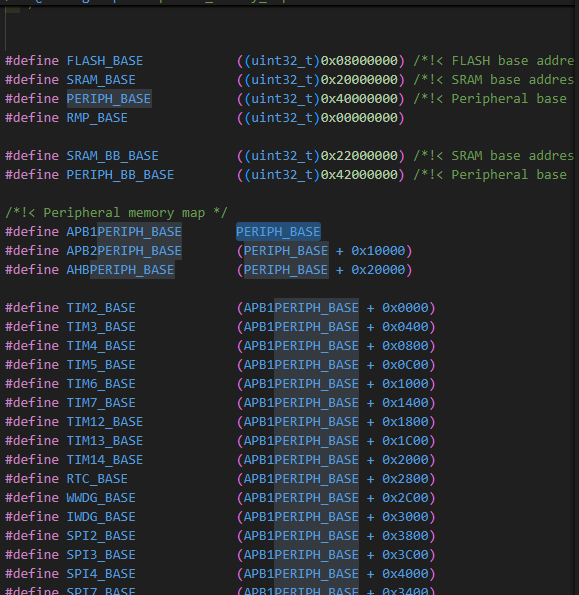 #define FLASH_BASE ((uint32_t)0x08000000) /*!< FLASH base addre
#define SRAM_BASE ((uint32_t)0x20000000) /*!< SRAM base addres
#define PERIPH_BASE ((uint32_t)0x40000000) /*!< Peripheral base
#define RMP_BASE ((uint32_t)0x00000000)
#define SRAM_BB_BASE ((uint32_t)0x22000000) /*!< SRAM base addres
#define PERIPH_BB_BASE ((uint32_t)0x42000000) /*!< Peripheral base
/*!< Peripheral memory map */
#define APB1PERIPH_BASE PERIPH_BASE
#define APB2PERIPH_BASE (PERIPH_BASE + 0x10000)
#define AHBPERIPH_BASE (PERIPH_BASE + 0x20000)
#define TIM2_BASE (APB1PERIPH_BASE + 0x0000)
#define TIM3_BASE (APB1PERIPH_BASE + 0x0400)
#define TIM4_BASE (APB1PERIPH_BASE + 0x0800)
#define TIM5_BASE (APB1PERIPH_BASE + 0x0C00)
#define TIM6_BASE (APB1PERIPH_BASE + 0x1000)
#define TIM7_BASE (APB1PERIPH_BASE + 0x1400)
#define TIM12_BASE (APB1PERIPH_BASE + 0x1800)
#define TIM13_BASE (APB1PERIPH_BASE + 0x1C00)
#define TIM14_BASE (APB1PERIPH_BASE + 0x2000)
#define RTC_BASE (APB1PERIPH_BASE + 0x2800)
#define WWDG_BASE (APB1PERIPH_BASE + 0x2C00)
#define IWDG_BASE (APB1PERIPH_BASE + 0x3000)
#define SPI2_BASE (APB1PERIPH_BASE + 0x3800)
#define SPI3_BASE (APB1PERIPH_BASE + 0x3C00)
#define SPI4_BASE (APB1PERIPH_BASE + 0x4000)
#define SPI7_BASE (APB1PERIPH_BASE + 0x3400)